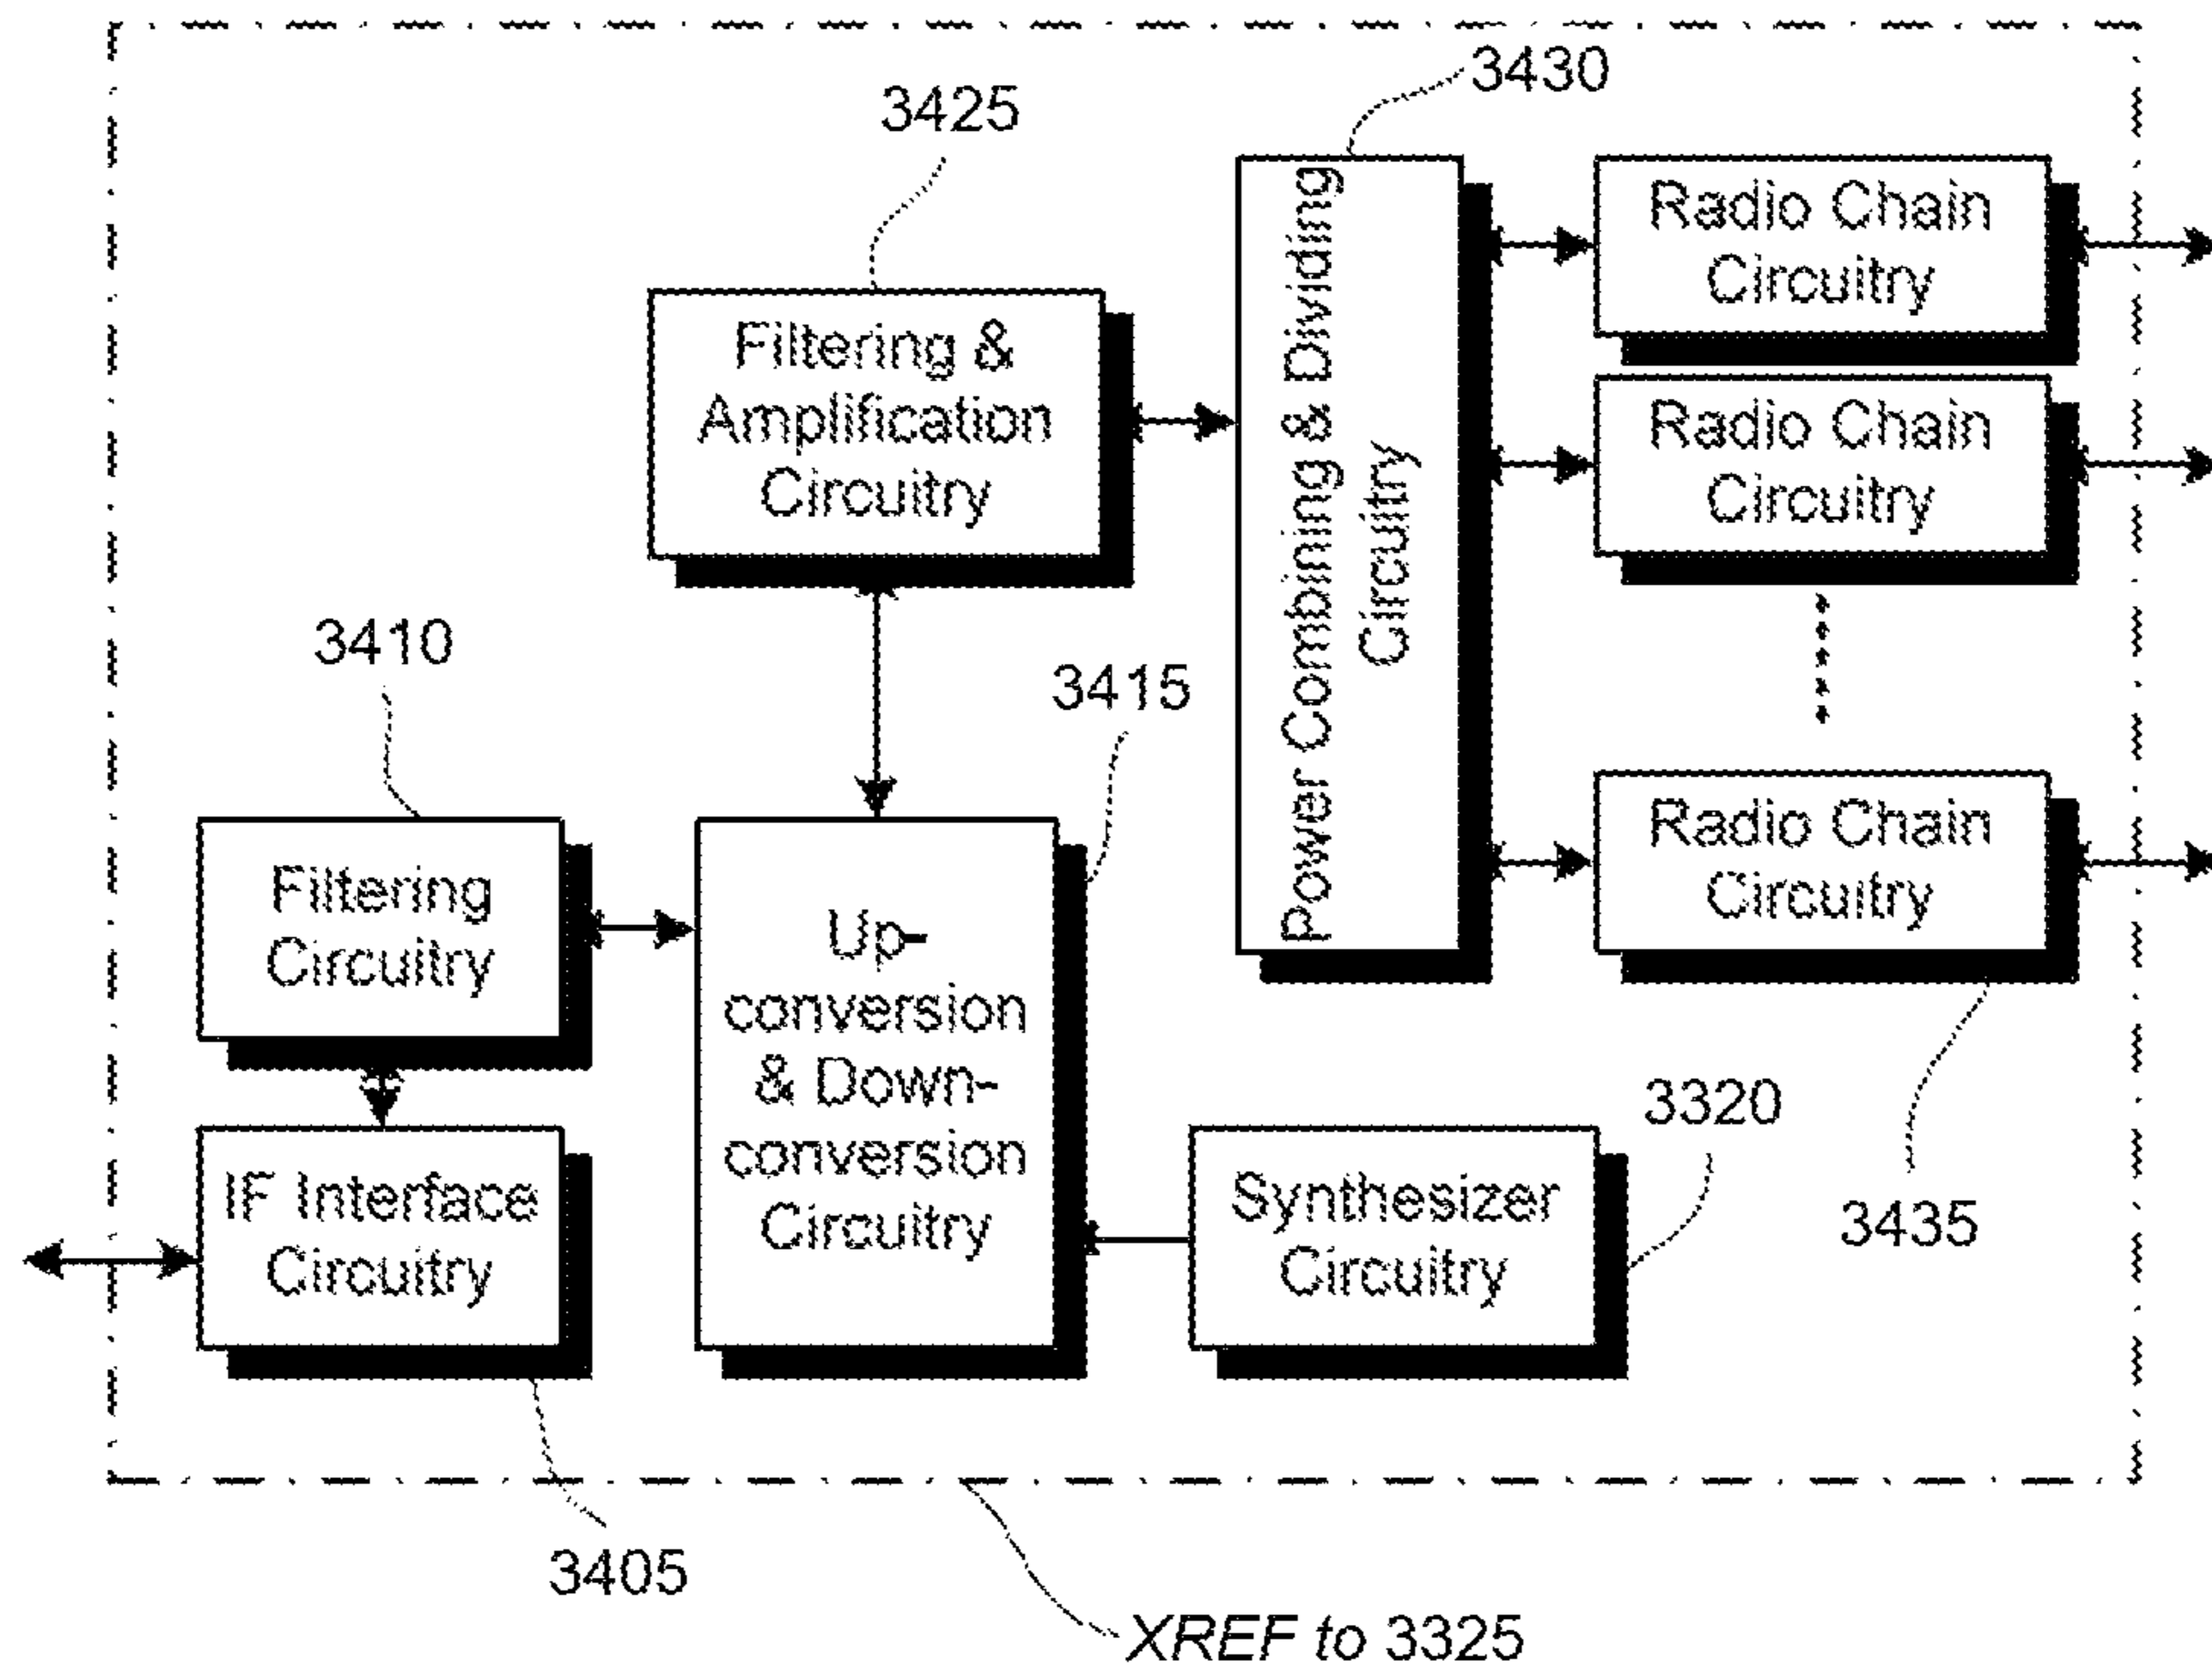 3430
3425
Radio Chain
Circuitry
Filtering &
Amplification
Circuitry
Power Combining & Dividing
Circuitry
Radio Chain
Circuitry
3410
3415
Radio Chain
Circuitry
Filtering
Circuitry
Up-
conversion
& Down-
conversion
Circuitry
3320
IF Interface
Circuitry
Synthesizer
Circuitry
3435
3405
XREF to 3325